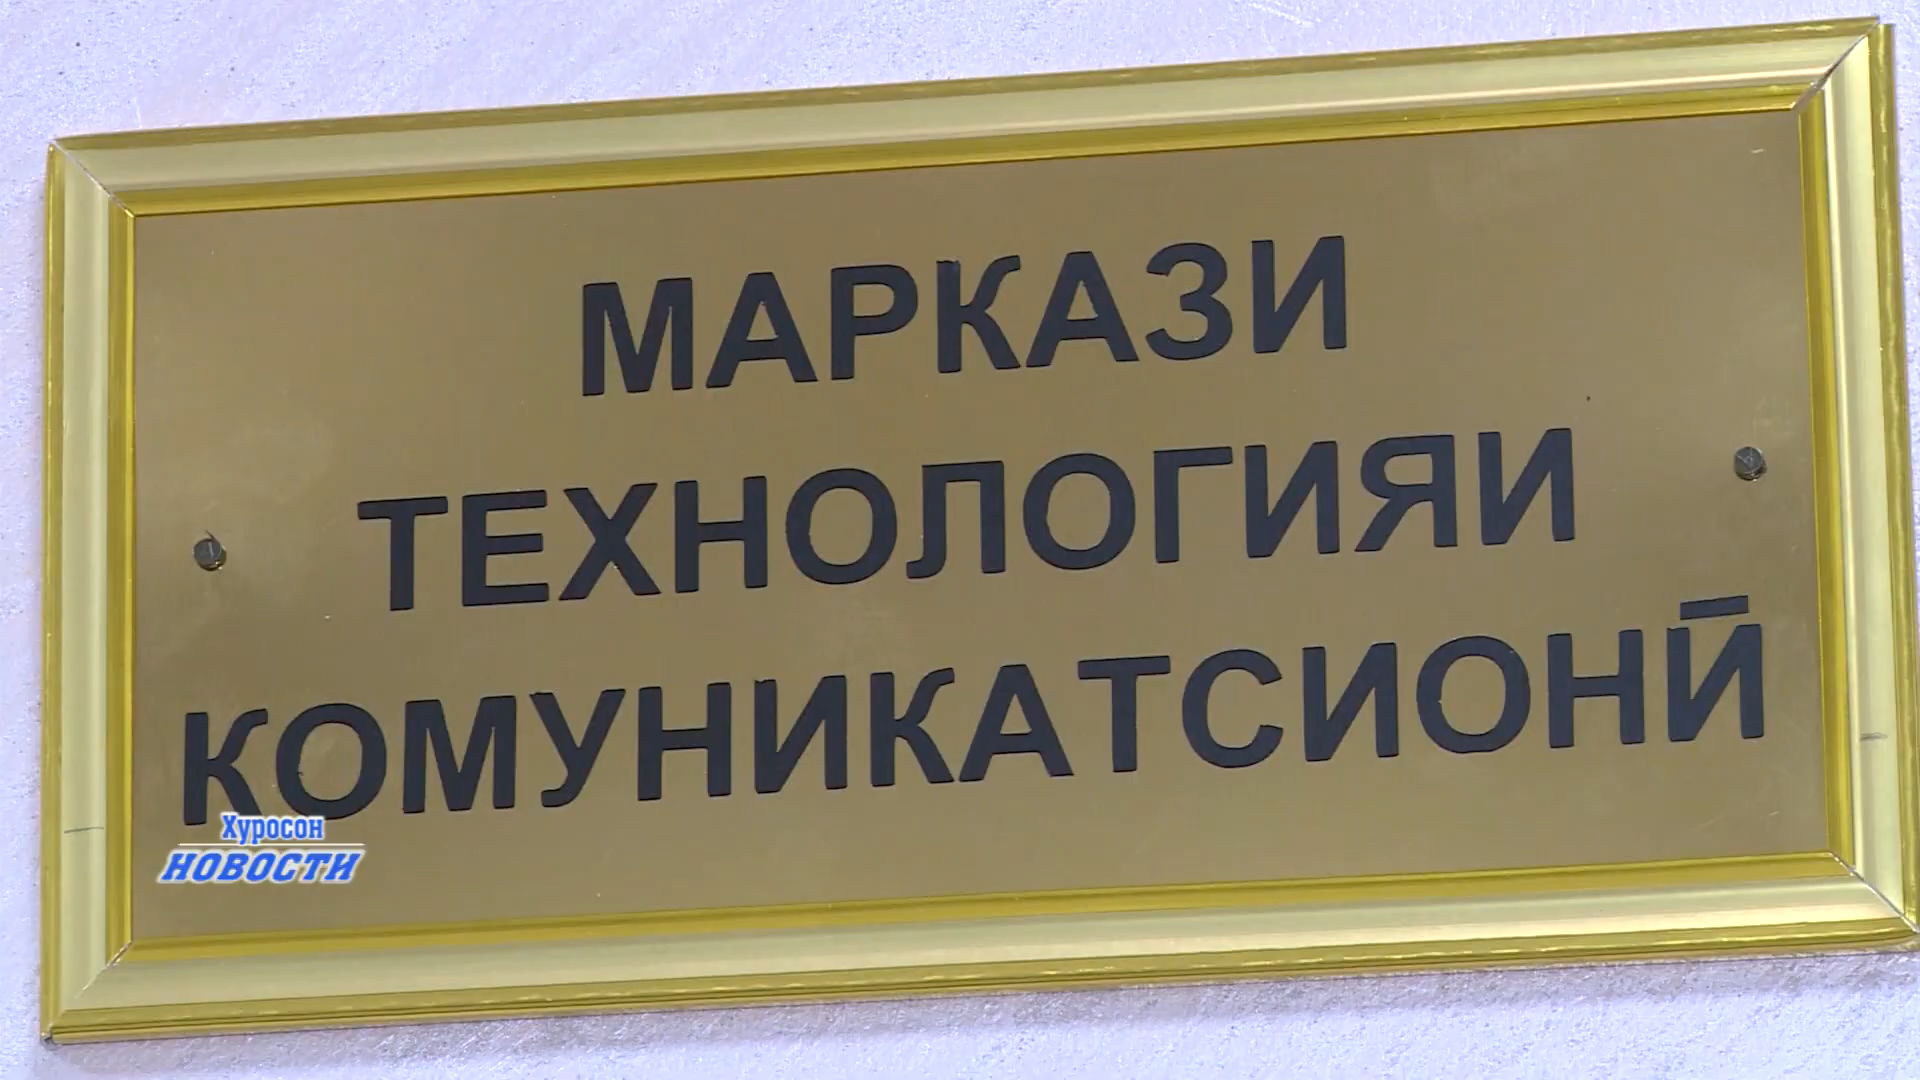 МАРКАЗИ
ТЕХНОЛОГИЯИ
КОМУНИКАТСИОНӢ
Хуросон
НОВОСТИ